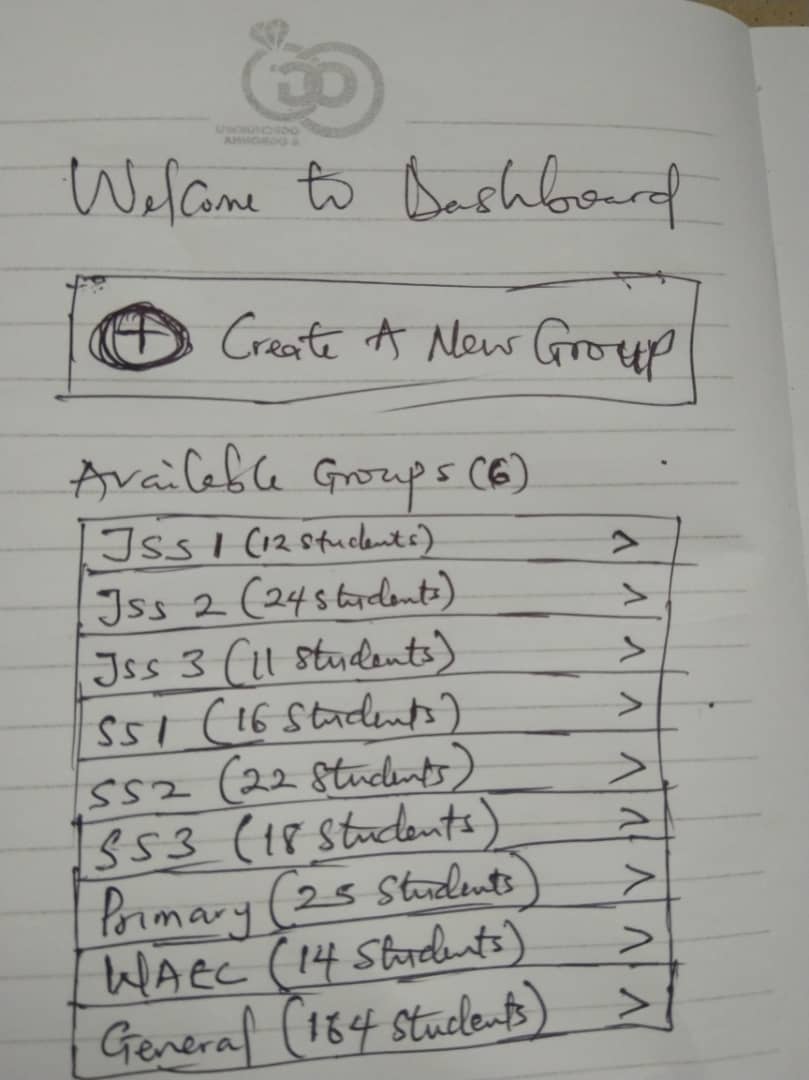 Welcome to Dashboard
+ Create A New Group
Available Groups (6)
JSS 1 (12 students) >
Jss 2 (24 students) >
Jss 3 (11 students) >
SS1 (16 Students) >
SS2 (22 Students) >
SS3 (18 Students) >
Primary (25 Students) >
WAEC (14 Students) >
General (164 Students) >